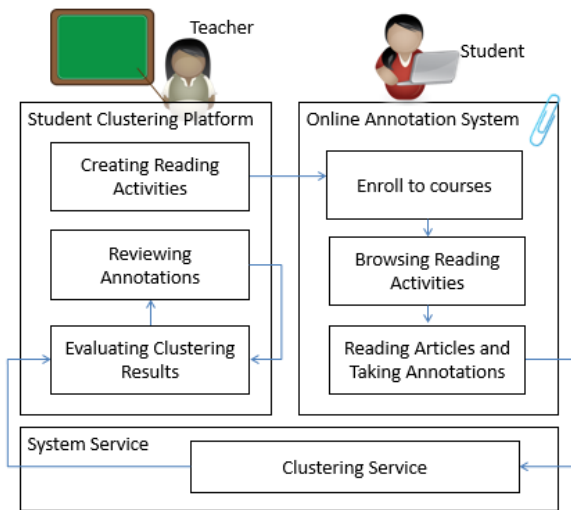 Teacher
Student
Student Clustering Platform
Creating Reading
Activities
Reviewing
Annotations
Evaluating Clustering
Results
Online Annotation System
Enroll to courses
Browsing Reading
Activities
Reading Articles and
Taking Annotations
System Service
Clustering Service